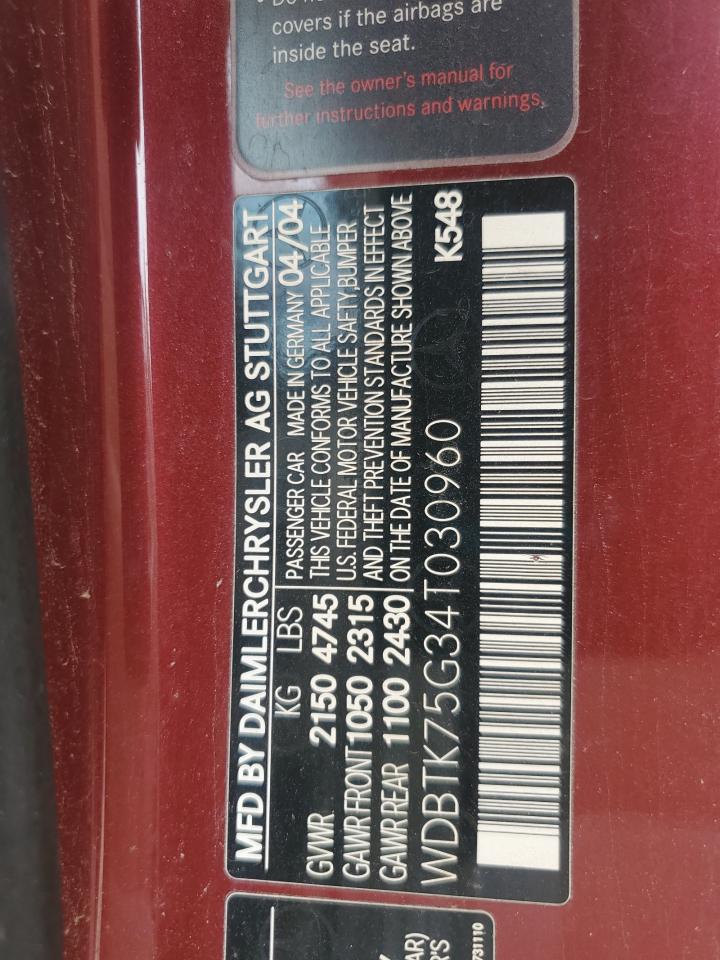 covers if the airbags are
inside the seat.
See the owner's manual for
further instructions and warnings.
MFD BY DAIMLERCHRYSLER AG STUTTGART
KG LBS
GVWR 2150 4745
GAWR FRONT 1050 2315
GAWR REAR 1100 2430
PASSENGER CAR MADE IN GERMANY 04/04
THIS VEHICLE CONFORMS TO ALL APPLICABLE
U.S. FEDERAL MOTOR VEHICLE SAFTY,BUMPER
AND THEFT PREVENTION STANDARDS IN EFFECT
ON THE DATE OF MANUFACTURE SHOWN ABOVE
WDBTK75G34T030960 K548
AR)
R'S
731110